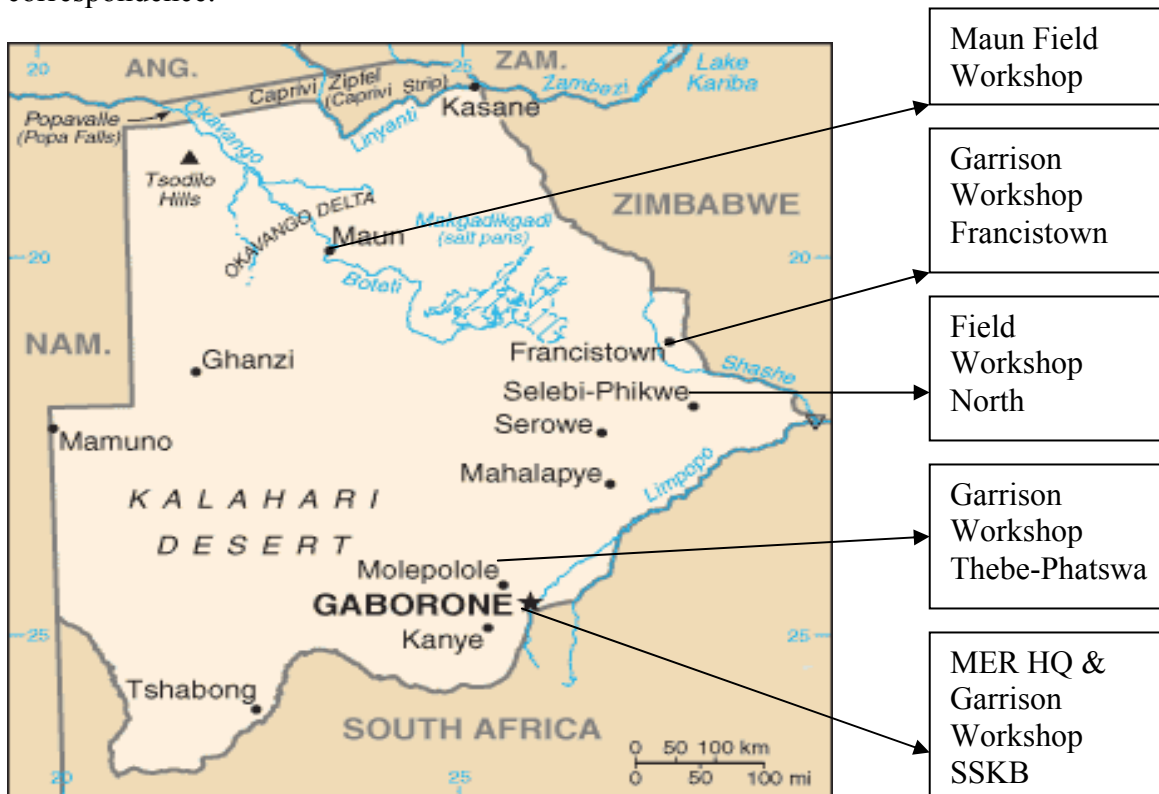 correspondence.
20
ANG.
25
ZAM.
Lake
Kariba
Caprivi Zipfel
(Caprivi Strip)
Zambezi
Kasane
Popavalle
(Popa Falls)
Okavango
Linyanti
Tsodilo
Hills
ZIMBABWE
OKAVANGO DELTA
Makgadikgadi
(salt pans)
Maun
20
20
Boteti
NAM.
Ghanzi
Francistown
Shashe
Selebi-Phikwe
Serowe
Mamuno
Mahalapye
Limpopo
KALAHARI
DESERT
Molepolole
GABORONE
25
Kanye
25
Tshabong
SOUTH AFRICA
0 50 100 km
0 50 100 mi
20
25
Maun Field
Workshop
Garrison
Workshop
Francistown
Field
Workshop
North
Garrison
Workshop
Thebe-Phatswa
MER HQ &
Garrison
Workshop
SSKB